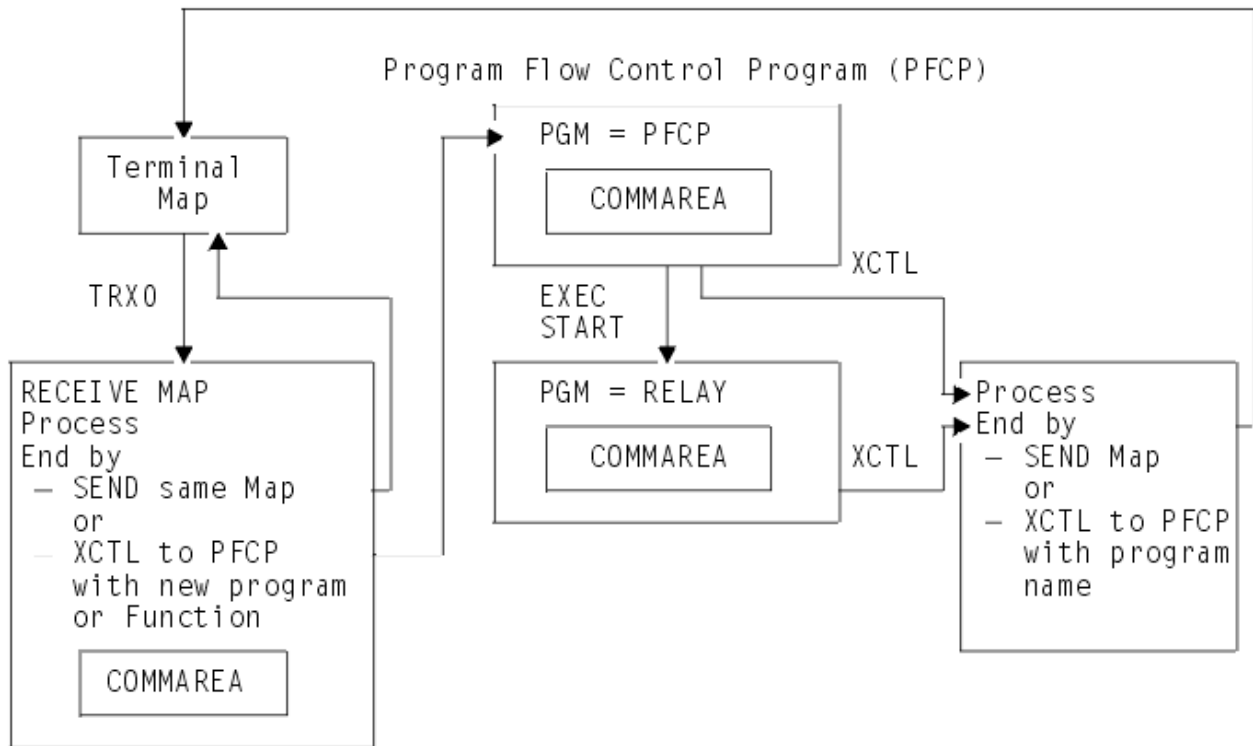 Program Flow Control Program (PFCP)
Terminal
Map
TRX0
RECEIVE MAP
Process
End by
— SEND same Map
or
— XCTL to PFCP
with new program
or Function
COMMAREA
PGM = PFCP
COMMAREA
EXEC
START
XCTL
PGM = RELAY
COMMAREA
XCTL
Process
End by
— SEND Map
or
— XCTL to PFCP
with program
name